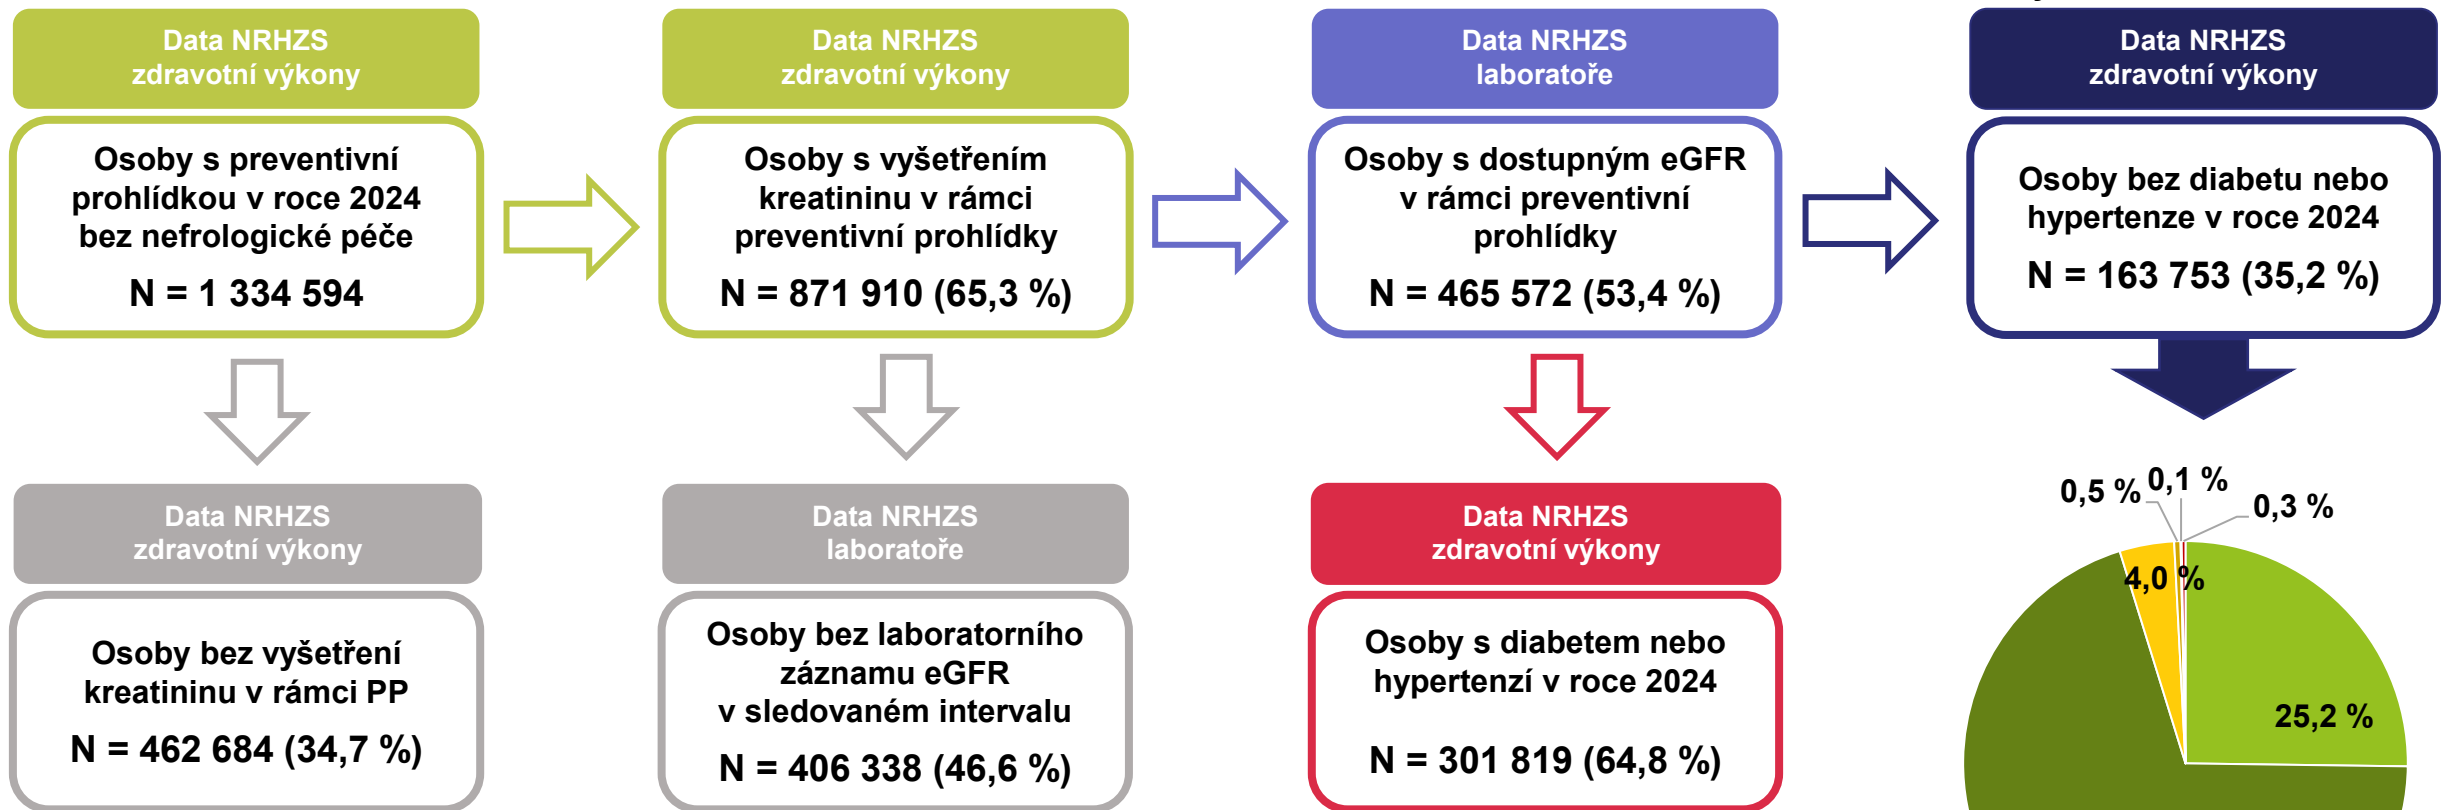 Data NRHZS
zdravotní výkony
Osoby s preventivní
prohlídkou v roce 2024
bez nefrologické péče
N = 1 334 594
Data NRHZS
zdravotní výkony
Osoby s vyšetřením
kreatininu v rámci
preventivní prohlídky
N = 871 910 (65,3 %)
Data NRHZS
laboratoře
Osoby s dostupným eGFR
v rámci preventivní
prohlídky
N = 465 572 (53,4 %)
Data NRHZS
zdravotní výkony
Osoby bez diabetu nebo
hypertenze v roce 2024
N = 163 753 (35,2 %)
Data NRHZS
zdravotní výkony
Osoby bez vyšetření
kreatininu v rámci PP
N = 462 684 (34,7 %)
Data NRHZS
laboratoře
Osoby bez laboratorního
záznamu eGFR
v sledovaném intervalu
N = 406 338 (46,6 %)
Data NRHZS
zdravotní výkony
Osoby s diabetem nebo
hypertenzí v roce 2024
N = 301 819 (64,8 %)
0,5 %
0,1 %
0,3 %
4,0 %
25,2 %